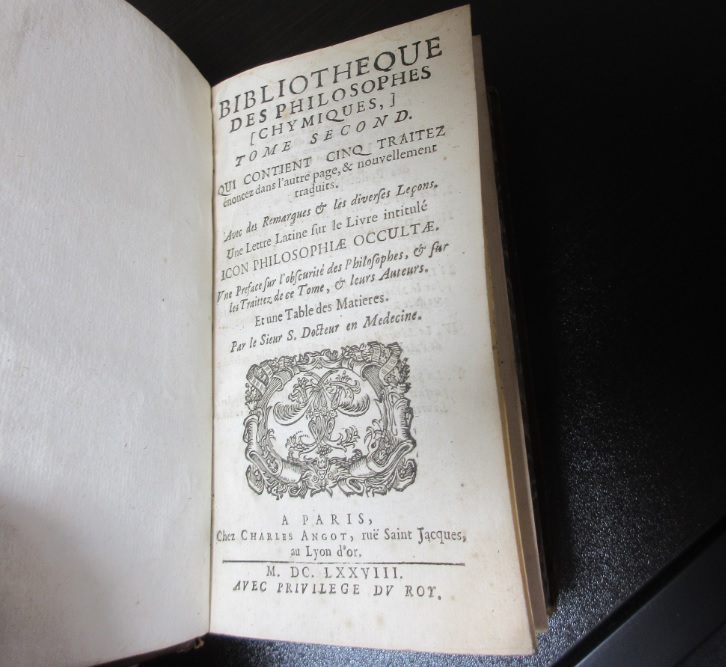 BIBLIOTHEQUE
DES PHILOSOPHES
[CHYMIQUES,]
TOME SECOND.
QUI CONTIENT CINQ TRAITEZ
énoncez dans l'autre page, & nouvellement
traduits.
Avec des Remarques & les diverses Leçons.
Une Lettre Latine sur le Livre intitulé
ICON PHILOSOPHIÆ OCCULTÆ.
Vne Preface sur l'obscurité des Philosophes, & sur
les Traittez de ce Tome, & leurs Auteurs.
Et une Table des Matieres.
Par le Sieur S. Docteur en Medecine.
A PARIS,
Chez CHARLES ANGOT, ruë Saint Jacques,
au Lyon d'or.
M. DC. LXXVIII.
AVEC PRIVILEGE DV ROY.